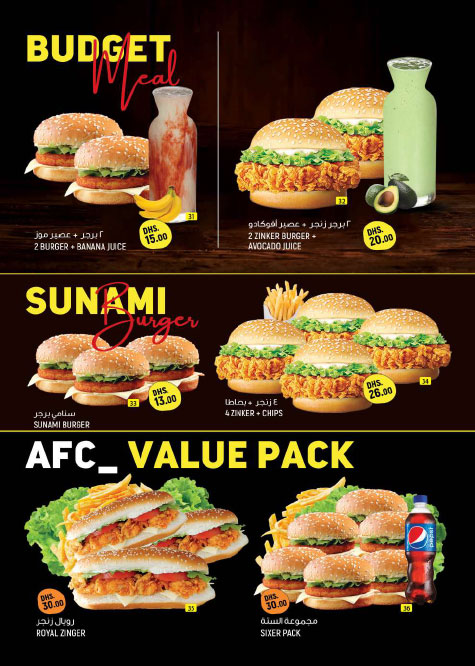 BUDGET
Meal
31
DHS.
15.00
٢ برجر + عصير موز
2 BURGER + BANANA JUICE
32
DHS.
20.00
٢ برجر زنجر + عصير أفوكادو
2 ZINKER BURGER +
AVOCADO JUICE
SUNAMI
Burger
33
DHS.
13.00
سنامي برجر
SUNAMI BURGER
34
DHS.
26.00
٤ زنجر + بطاطا
4 ZINKER + CHIPS
AFC_ VALUE PACK
DHS.
30.00
35
رويال زنجر
ROYAL ZINGER
pepsi
DHS.
30.00
36
مجموعة الستة
SIXER PACK